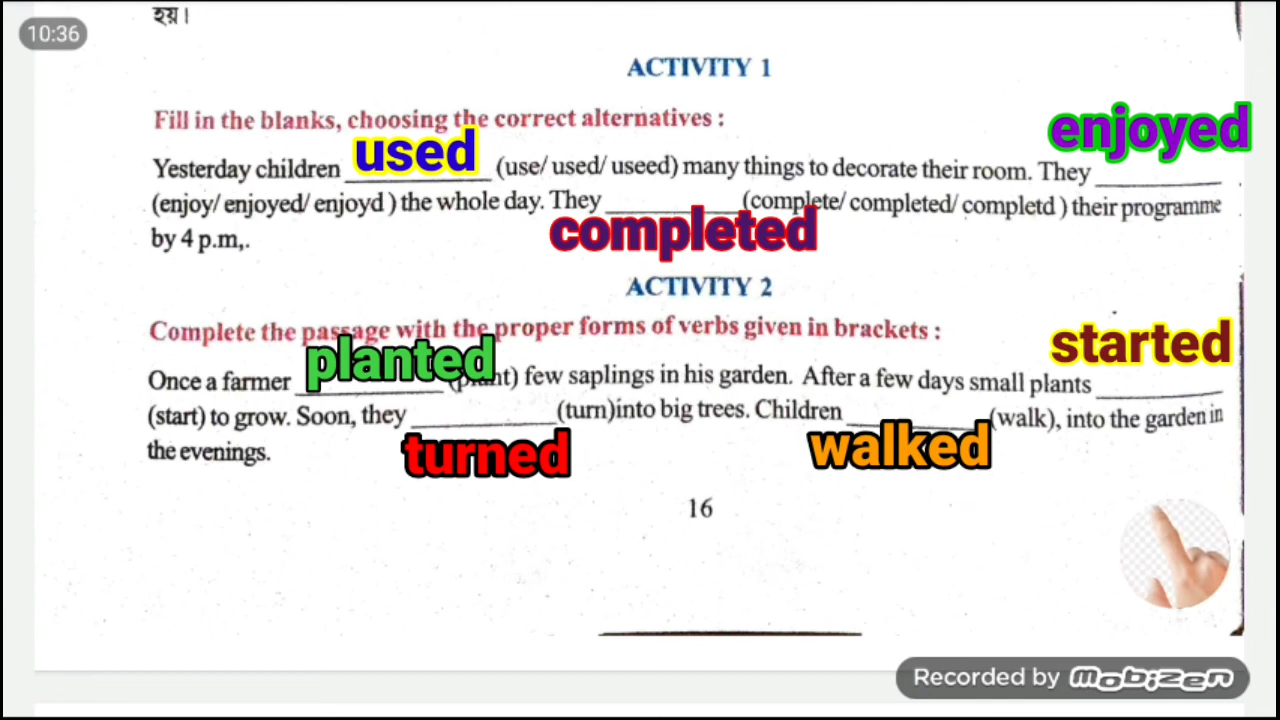 হয়।
10:36
ACTIVITY 1
Fill in the blanks, choosing the correct alternatives :
enjoyed
Yesterday children used (use/ used/ useed) many things to decorate their room. They
(enjoy/ enjoyed/ enjoyd ) the whole day. They (complete/ completed/ completd ) their programme
completed
by 4 p.m,.
ACTIVITY 2
Complete the passage with the proper forms of verbs given in brackets :
started
Once a farmer planted (plant) few saplings in his garden. After a few days small plants
(start) to grow. Soon, they (turn)into big trees. Children (walk), into the garden in
turned walked
the evenings.
16
Recorded by mobizen